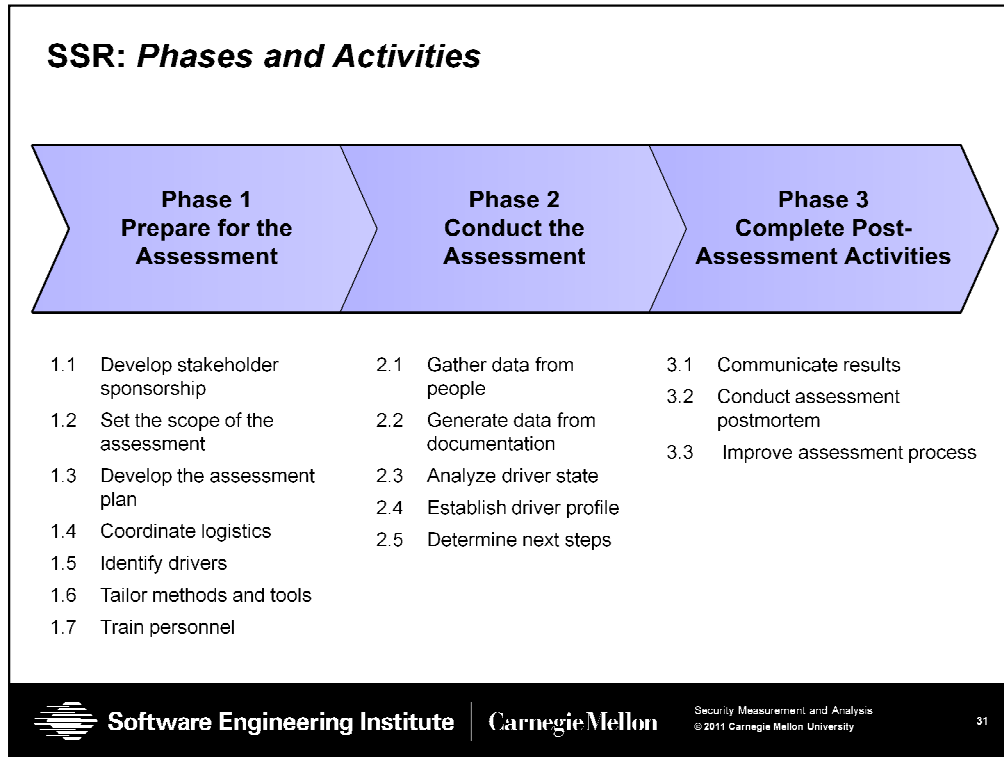 SSR: Phases and Activities
Phase 1
Prepare for the
Assessment
Phase 2
Conduct the
Assessment
Phase 3
Complete Post-
Assessment Activities
1.1 Develop stakeholder
sponsorship
1.2 Set the scope of the
assessment
1.3 Develop the assessment
plan
1.4 Coordinate logistics
1.5 Identify drivers
1.6 Tailor methods and tools
1.7 Train personnel
2.1 Gather data from
people
2.2 Generate data from
documentation
2.3 Analyze driver state
2.4 Establish driver profile
2.5 Determine next steps
3.1 Communicate results
3.2 Conduct assessment
postmortem
3.3 Improve assessment process
Software Engineering Institute
CarnegieMellon
Security Measurement and Analysis
© 2011 Carnegie Mellon University
31